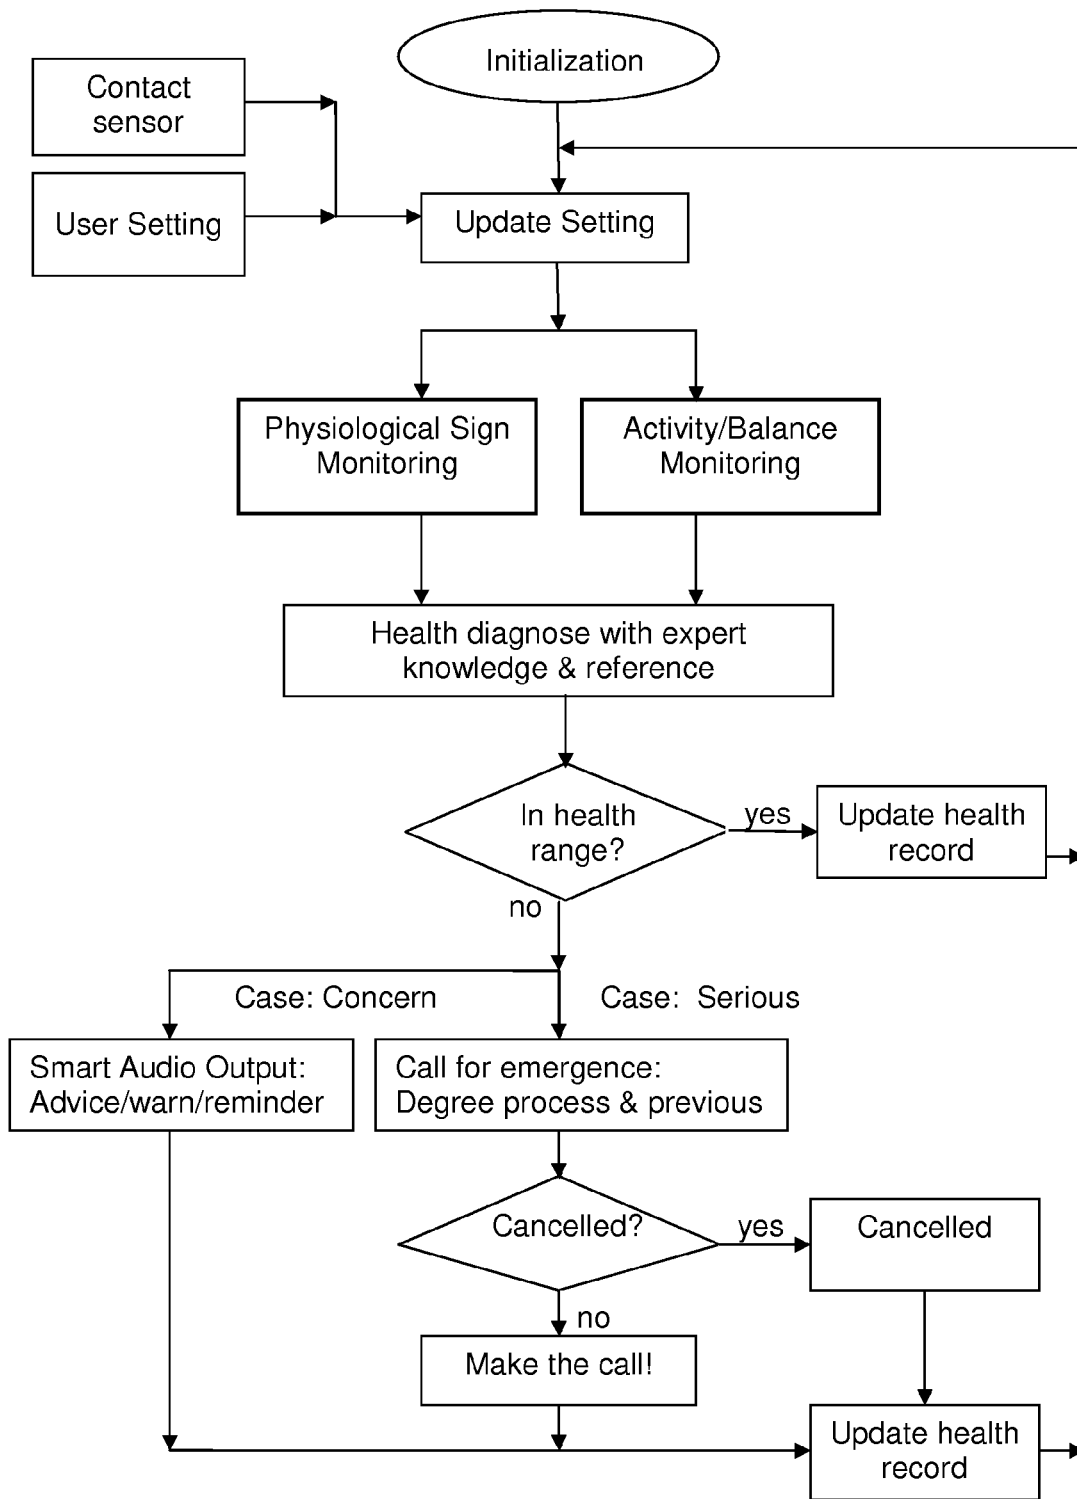 Initialization
Contact
sensor
User Setting
Update Setting
Physiological Sign
Monitoring
Activity/Balance
Monitoring
Health diagnose with expert
knowledge & reference
In health
range?
yes
Update health
record
no
Case: Concern
Case: Serious
Smart Audio Output:
Advice/warn/reminder
Call for emergence:
Degree process & previous
Cancelled?
yes
Cancelled
no
Make the call!
Update health
record